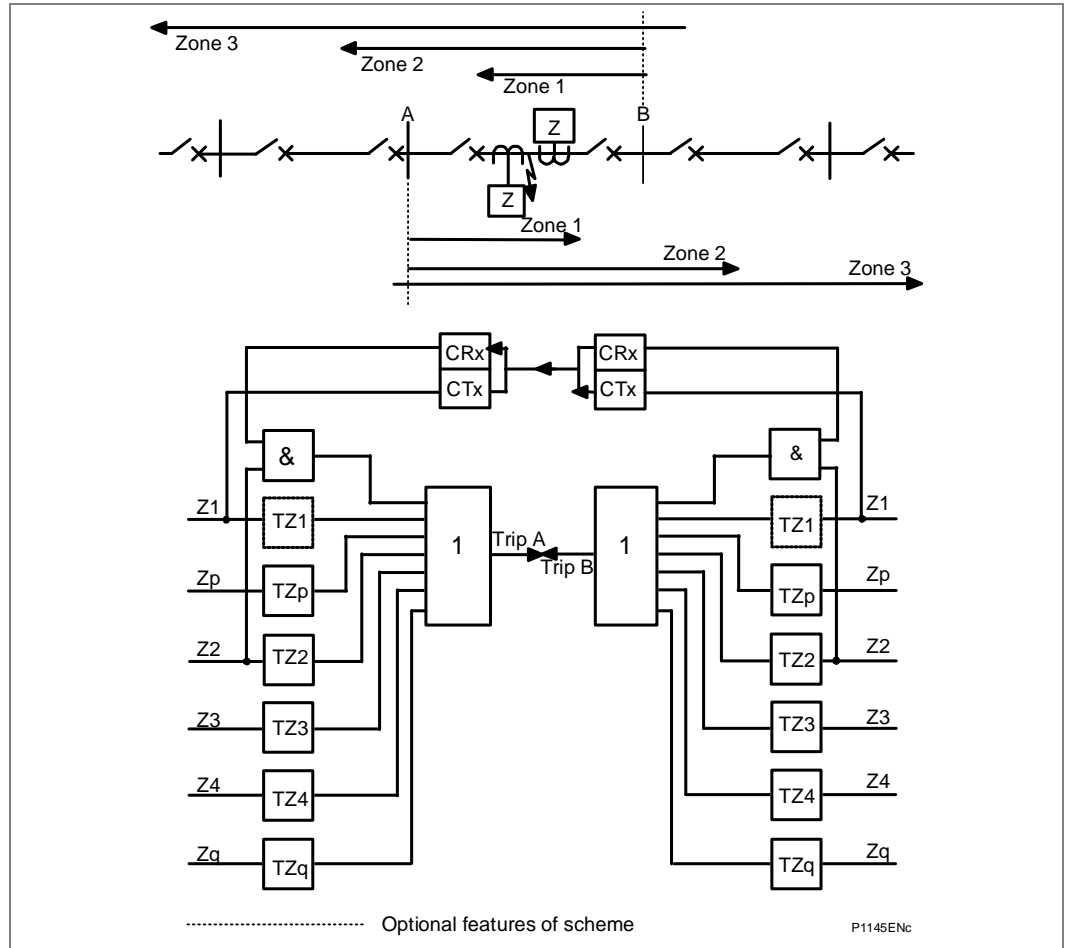 Zone 3
Zone 2
Zone 1
A
B
Z
Z
Zone 1
Zone 2
Zone 3
CRx
CTx
CRx
CTx
&
&
Z1
TZ1
1
Trip A
Trip B
1
TZ1
Z1
Zp
TZp
TZp
Zp
Z2
TZ2
TZ2
Z2
Z3
TZ3
TZ3
Z3
Z4
TZ4
TZ4
Z4
Zq
TZq
TZq
Zq
Optional features of scheme
P1145ENc